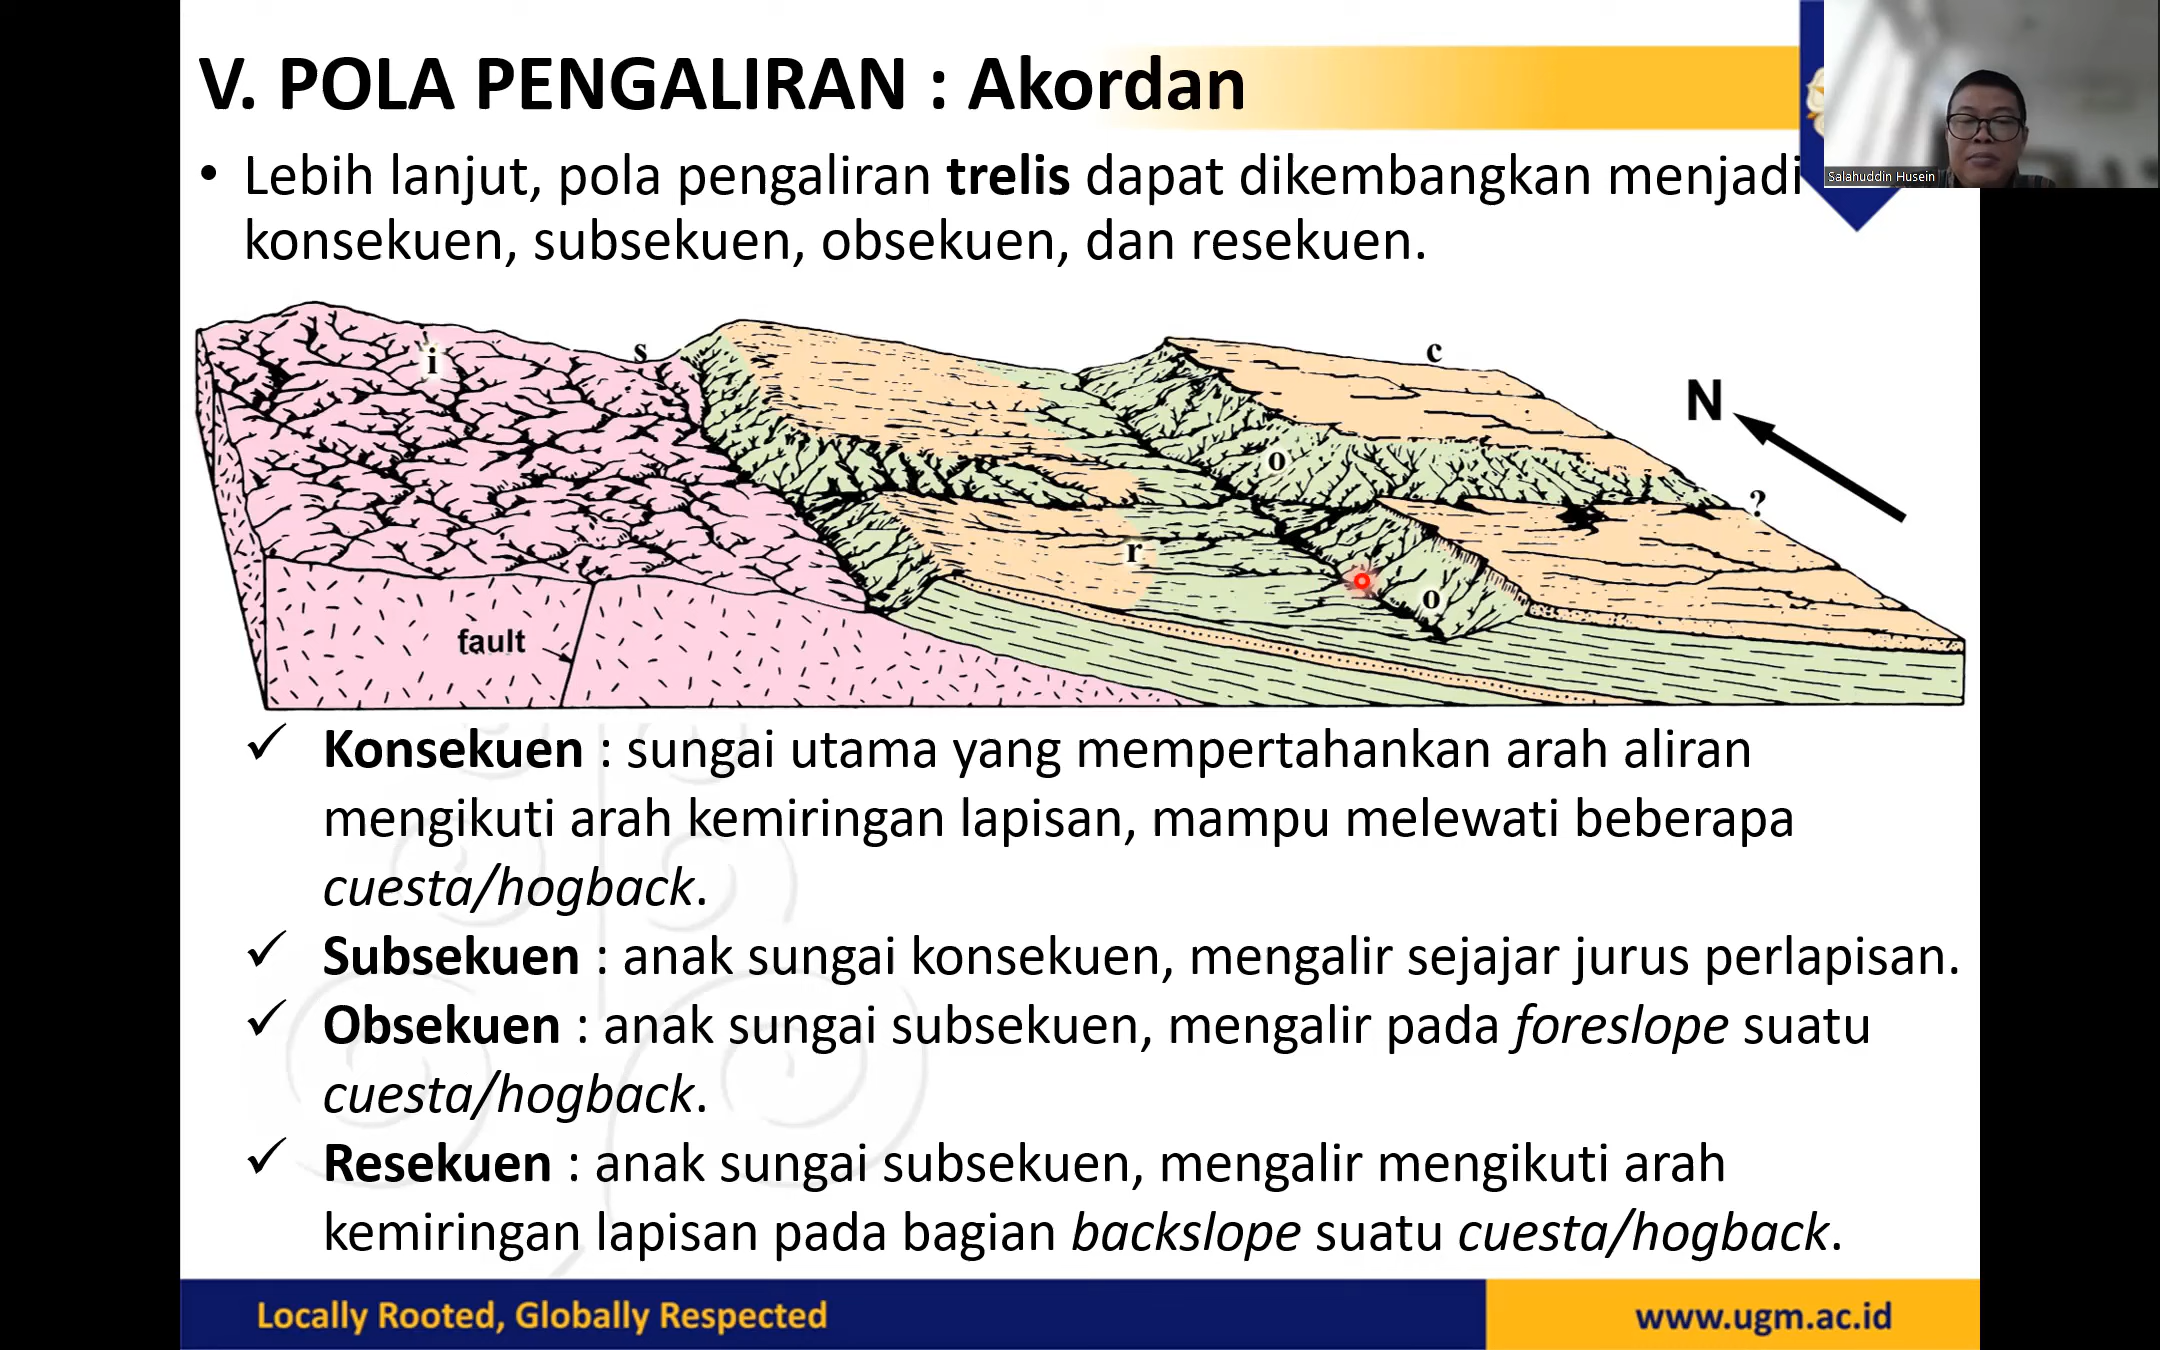 V. POLA PENGALIRAN : Akordan
Salahuddin Husein
• Lebih lanjut, pola pengaliran trelis dapat dikembangkan menjadi
konsekuen, subsekuen, obsekuen, dan resekuen.
i
s
c
N
o
?
r
o
fault
✓ Konsekuen : sungai utama yang mempertahankan arah aliran
mengikuti arah kemiringan lapisan, mampu melewati beberapa
cuesta/hogback.
✓ Subsekuen : anak sungai konsekuen, mengalir sejajar jurus perlapisan.
✓ Obsekuen : anak sungai subsekuen, mengalir pada foreslope suatu
cuesta/hogback.
✓ Resekuen : anak sungai subsekuen, mengalir mengikuti arah
kemiringan lapisan pada bagian backslope suatu cuesta/hogback.
Locally Rooted, Globally Respected
www.ugm.ac.id